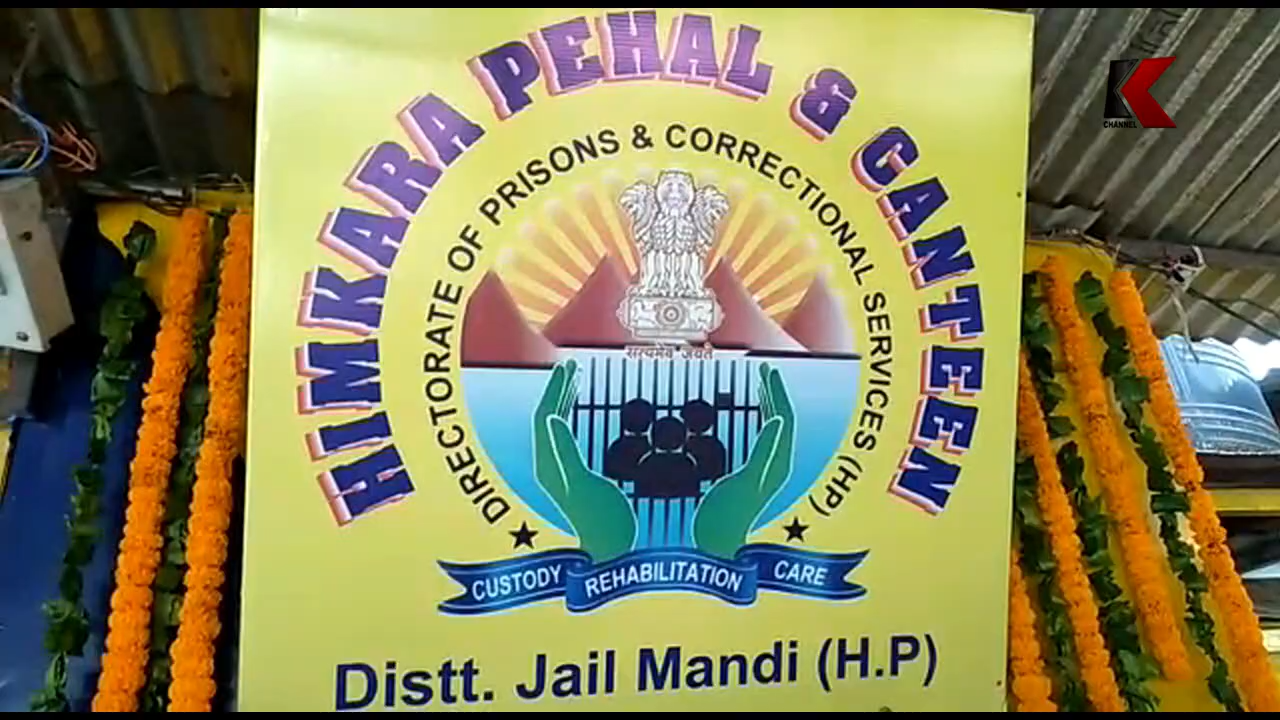 HIMKARA PEHAL & CANTEEN
DIRECTORATE OF PRISONS & CORRECTIONAL SERVICES (HP)
सत्यमेव जयते
CUSTODY REHABILITATION CARE
Distt. Jail Mandi (H.P)
K
CHANNEL